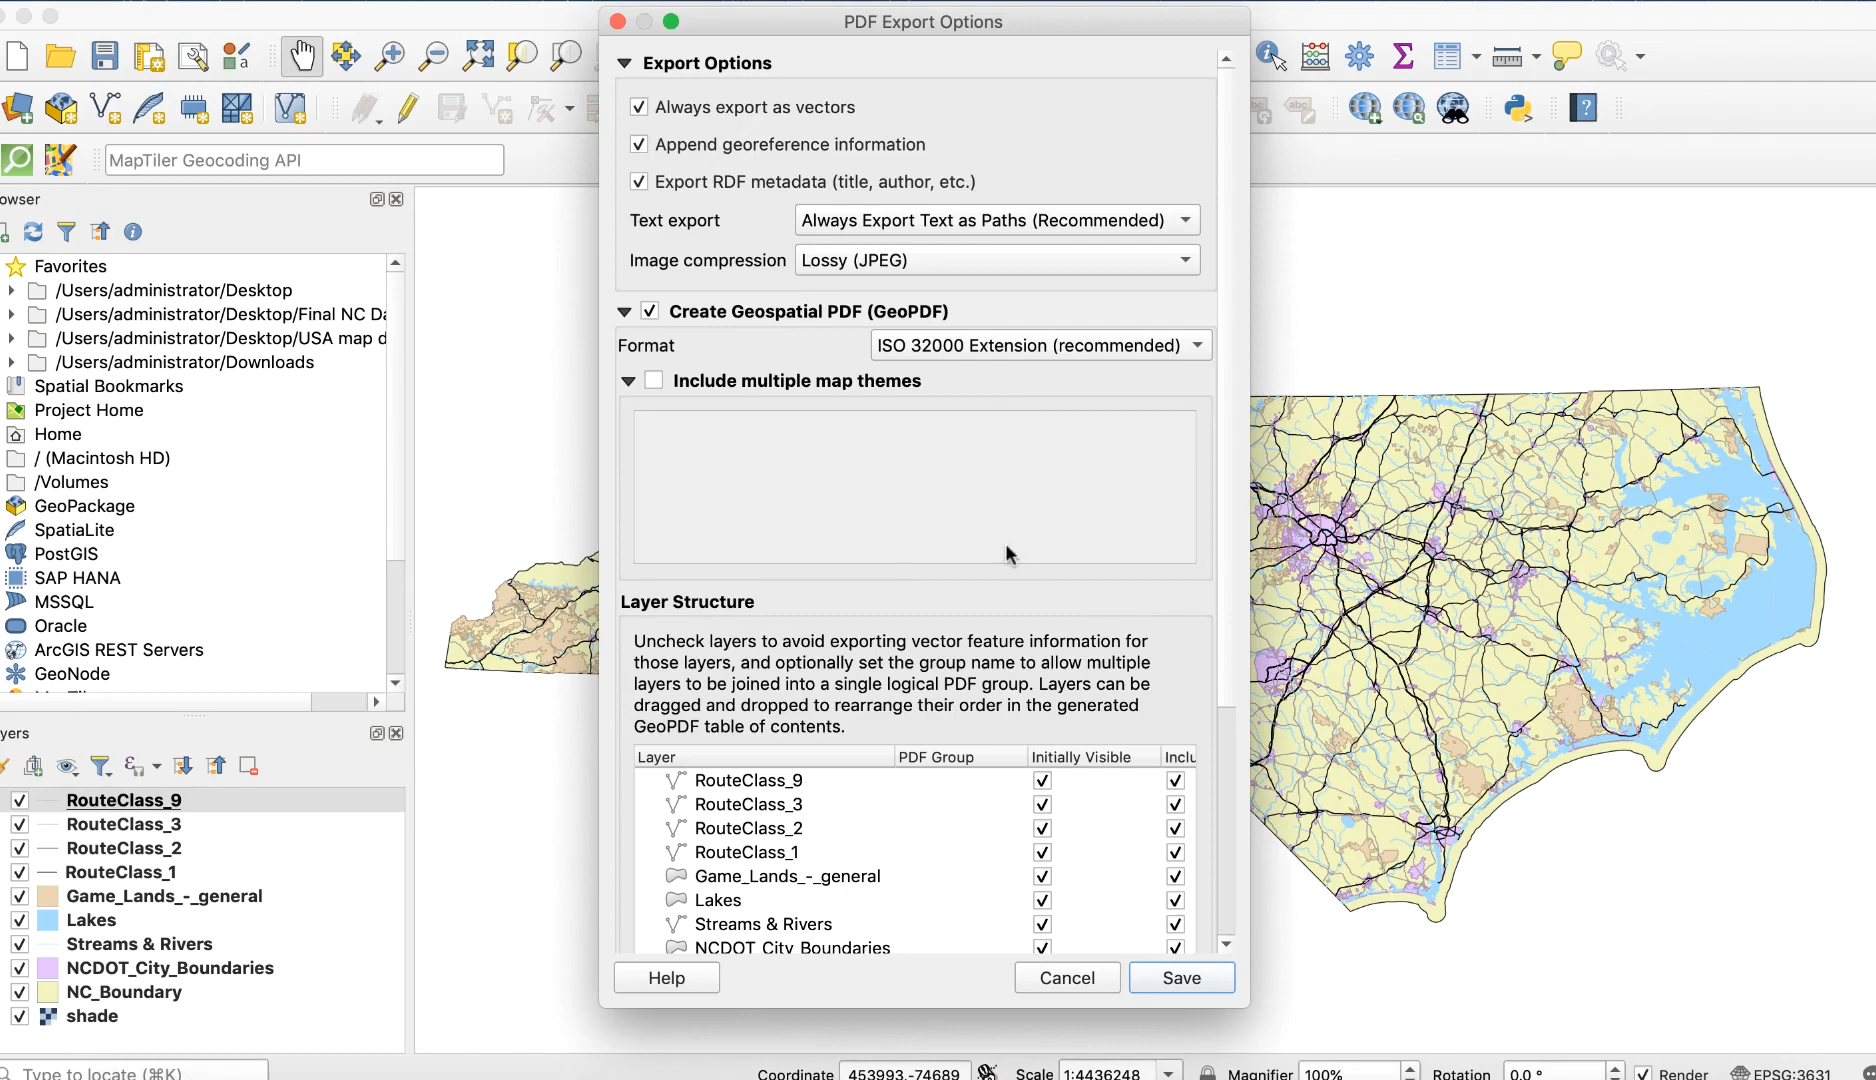 PDF Export Options
Export Options
Always export as vectors
Append georeference information
Export RDF metadata (title, author, etc.)
Text export
Always Export Text as Paths (Recommended)
Image compression
Lossy (JPEG)
Create Geospatial PDF (GeoPDF)
Format
ISO 32000 Extension (recommended)
Include multiple map themes
Layer Structure
Uncheck layers to avoid exporting vector feature information for
those layers, and optionally set the group name to allow multiple
layers to be joined into a single logical PDF group. Layers can be
dragged and dropped to rearrange their order in the generated
GeoPDF table of contents.
Layer PDF Group Initially Visible Inclu
RouteClass_9
RouteClass_3
RouteClass_2
RouteClass_1
Game_Lands_-_general
Lakes
Streams & Rivers
NCDOT City Boundaries
Help
Cancel
Save
MapTiler Geocoding API
owser
Favorites
/Users/administrator/Desktop
/Users/administrator/Desktop/Final NC Da
/Users/administrator/Desktop/USA map d
/Users/administrator/Downloads
Spatial Bookmarks
Project Home
Home
/ (Macintosh HD)
/Volumes
GeoPackage
SpatiaLite
PostGIS
SAP HANA
MSSQL
Oracle
ArcGIS REST Servers
GeoNode
yers
RouteClass_9
RouteClass_3
RouteClass_2
RouteClass_1
Game_Lands_-_general
Lakes
Streams & Rivers
NCDOT_City_Boundaries
NC_Boundary
shade
Type to locate (⌘K)
Coordinate 453993,-74689
Scale 1:4436248
Magnifier 100%
Rotation 0.0 °
Render
EPSG:3631